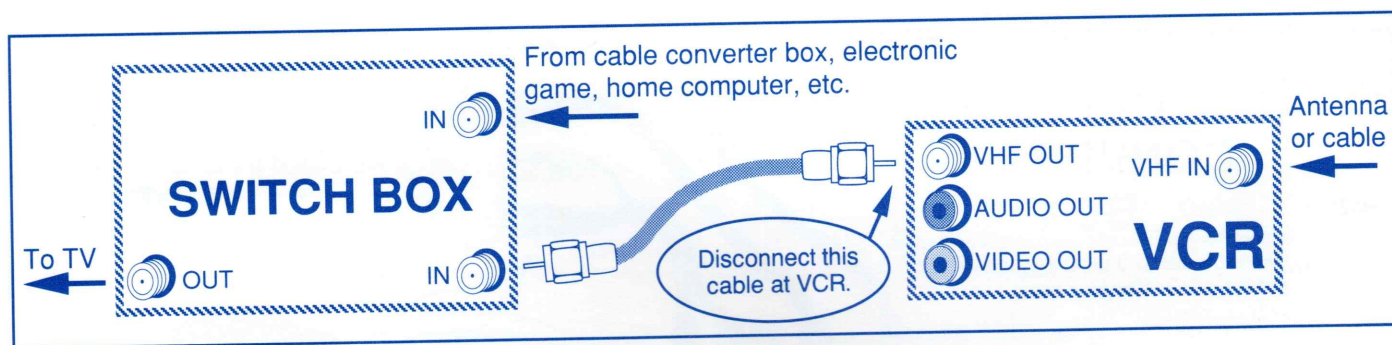 From cable converter box, electronic
game, home computer, etc.
IN
SWITCH BOX
To TV
OUT
IN
Disconnect this
cable at VCR.
VHF OUT
AUDIO OUT
VIDEO OUT
VHF IN
VCR
Antenna
or cable